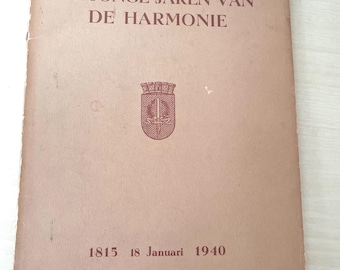 JONGE JAREN VAN
DE HARMONIE
1815 18 Januari 1940